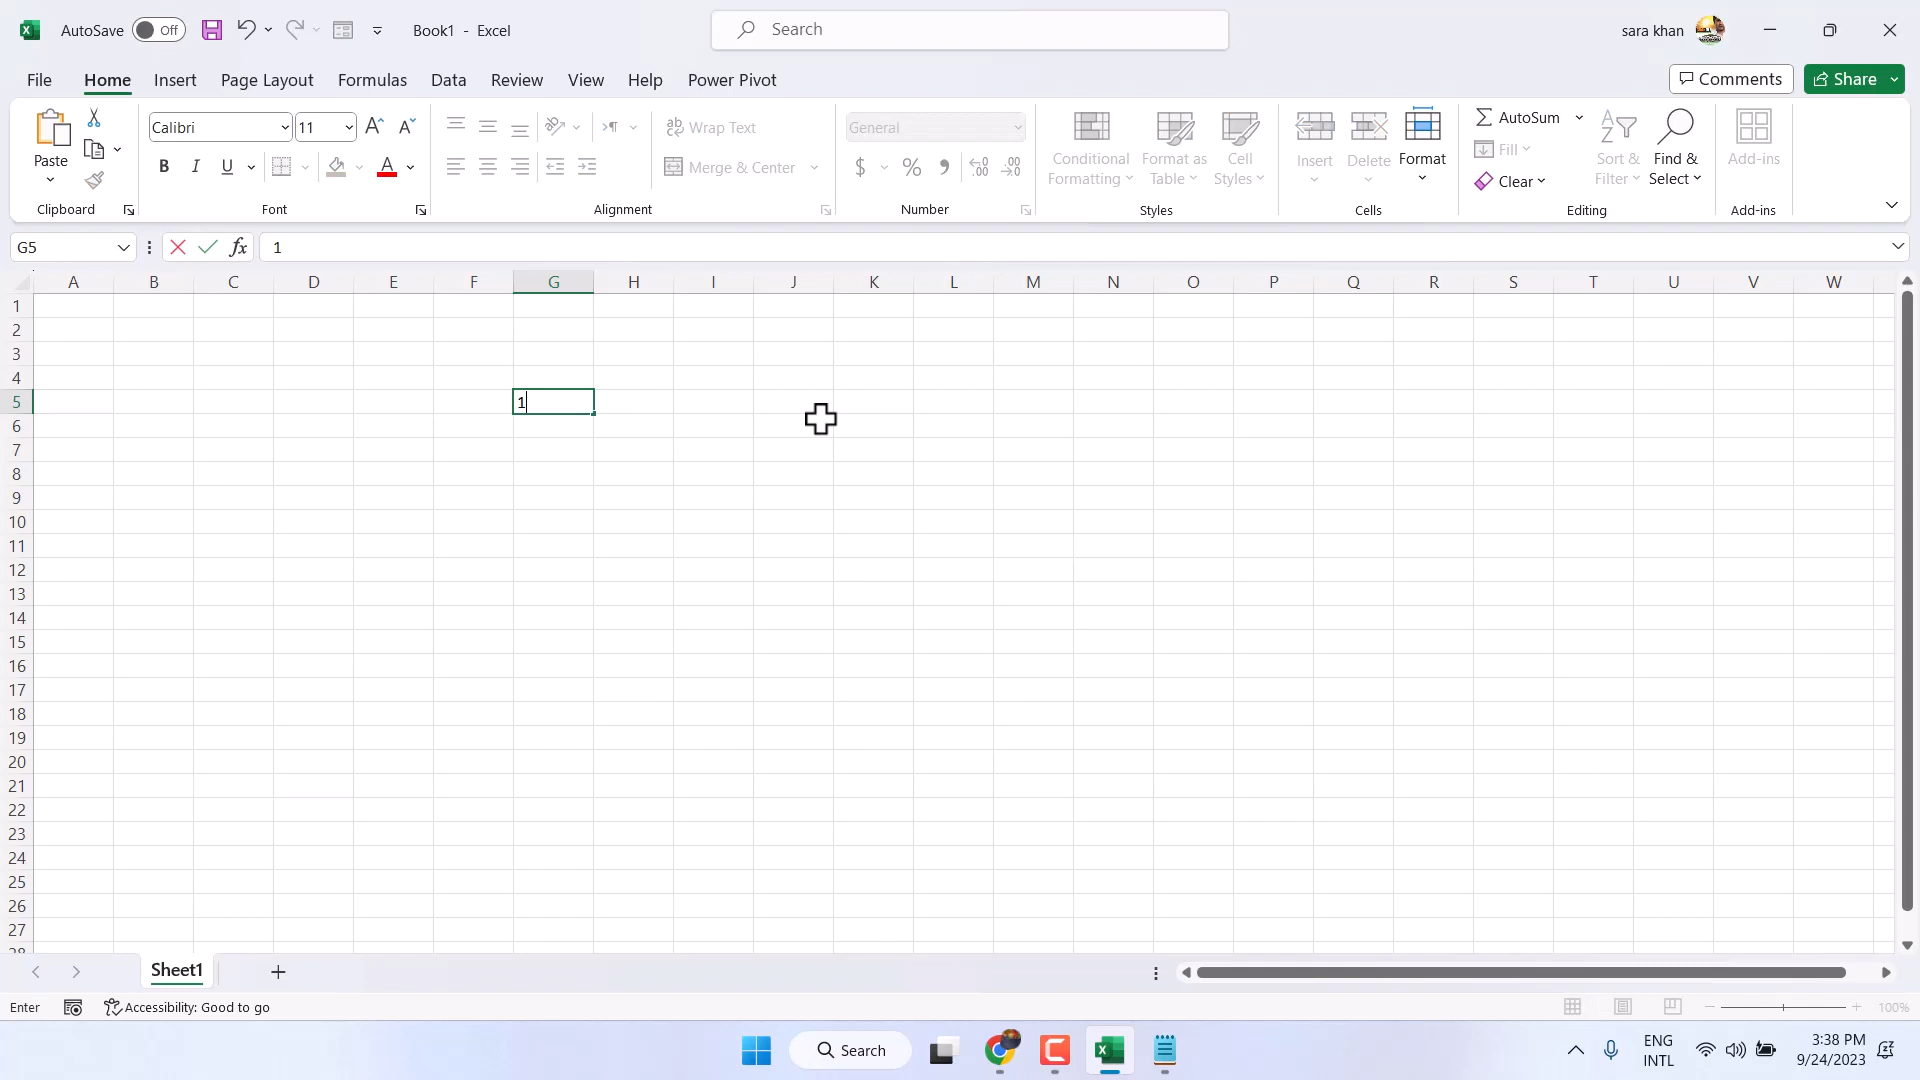 AutoSave Off Book1 - Excel Search sara khan
File Home Insert Page Layout Formulas Data Review View Help Power Pivot Comments Share
Paste
Clipboard
Calibri 11
B I U A
Font
ab Wrap Text
Merge & Center
Alignment
General
$ % ,
Number
Conditional Formatting
Format as Table
Cell Styles
Styles
Insert
Delete
Format
Cells
AutoSum
Fill
Clear
Sort & Filter
Find & Select
Editing
Add-ins
Add-ins
G5 fx 1
A B C D E F G H I J K L M N O P Q R S T U V W
1
2
3
4
5 1
6
7
8
9
10
11
12
13
14
15
16
17
18
19
20
21
22
23
24
25
26
27
28
Sheet1
Enter Accessibility: Good to go 100%
Search ENG 3:38 PM
INTL 9/24/2023